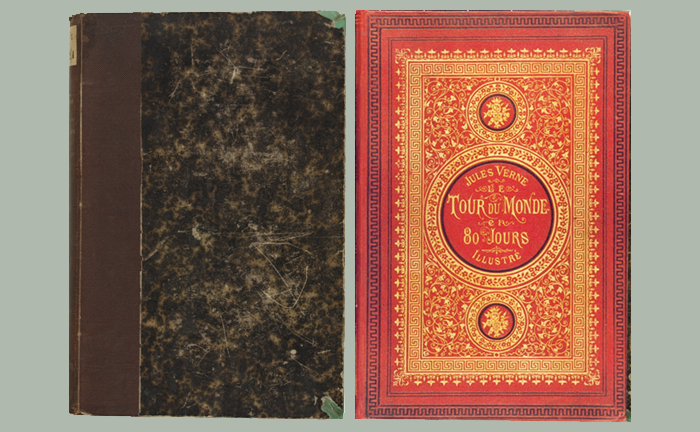 JULES VERNE
LE
TOUR DU MONDE
en
80 JOURS
ILLUSTRÉ